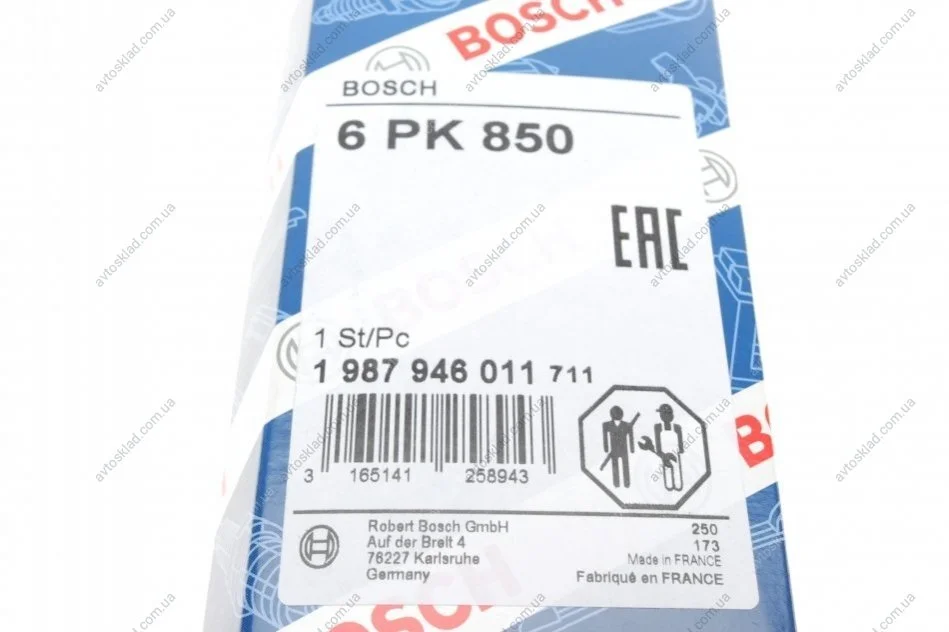 BOSCH
BOSCH
6 PK 850
EAC
BOSCH
1 St/Pc
1 987 946 011 711
3 165141 258943
Robert Bosch GmbH
Auf der Breit 4
76227 Karlsruhe
Germany
250
173
Made in FRANCE
Fabriqué en FRANCE
BOSCH
avtosklad.com.ua